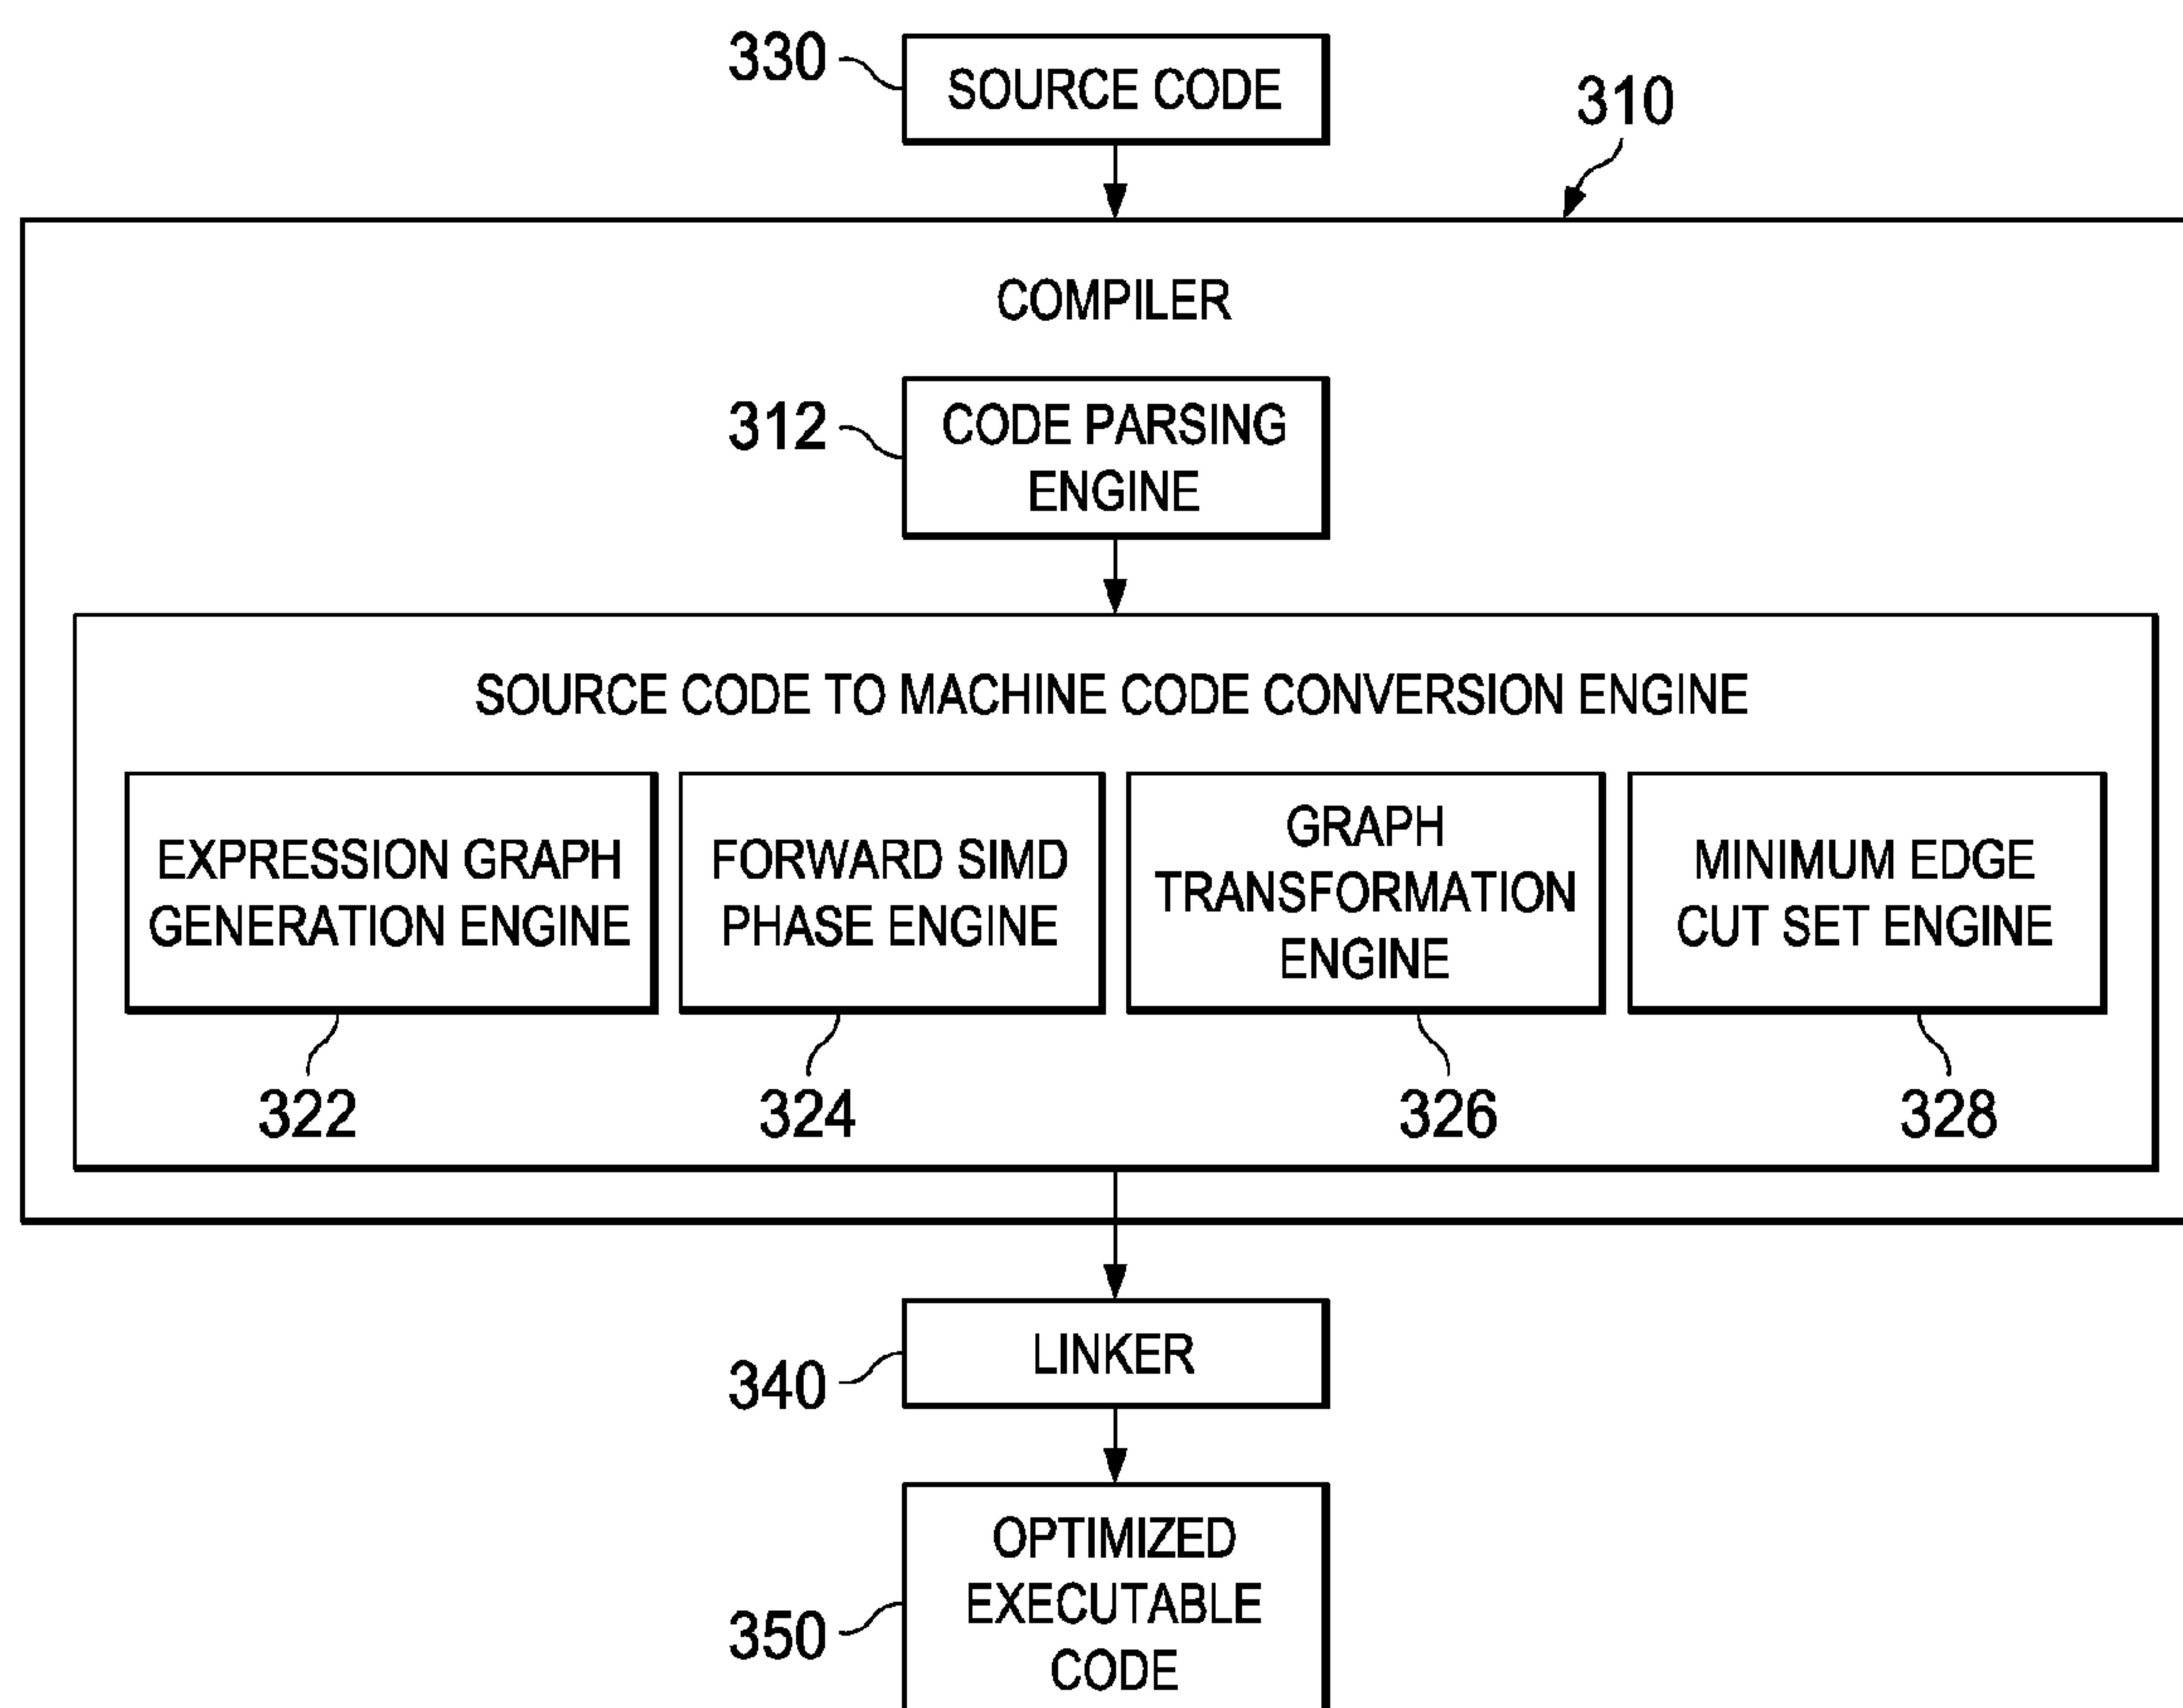 330
SOURCE CODE
310
COMPILER
312
CODE PARSING
ENGINE
SOURCE CODE TO MACHINE CODE CONVERSION ENGINE
EXPRESSION GRAPH
GENERATION ENGINE
FORWARD SIMD
PHASE ENGINE
GRAPH
TRANSFORMATION
ENGINE
MINIMUM EDGE
CUT SET ENGINE
322
324
326
328
LINKER
340
OPTIMIZED
EXECUTABLE
CODE
350